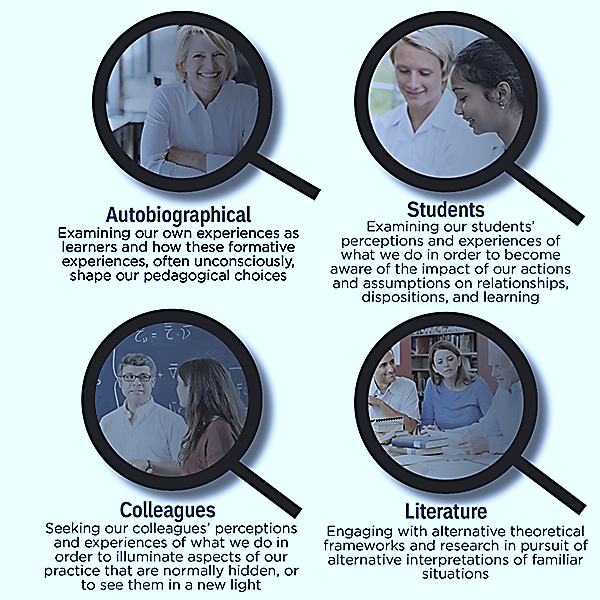 Autobiographical
Examining our own experiences as
learners and how these formative
experiences, often unconsciously,
shape our pedagogical choices
Students
Examining our students'
perceptions and experiences of
what we do in order to become
aware of the impact of our actions
and assumptions on relationships,
dispositions, and learning
Colleagues
Seeking our colleagues' perceptions
and experiences of what we do in
order to illuminate aspects of our
practice that are normally hidden, or
to see them in a new light
Literature
Engaging with alternative theoretical
frameworks and research in pursuit of
alternative interpretations of familiar
situations